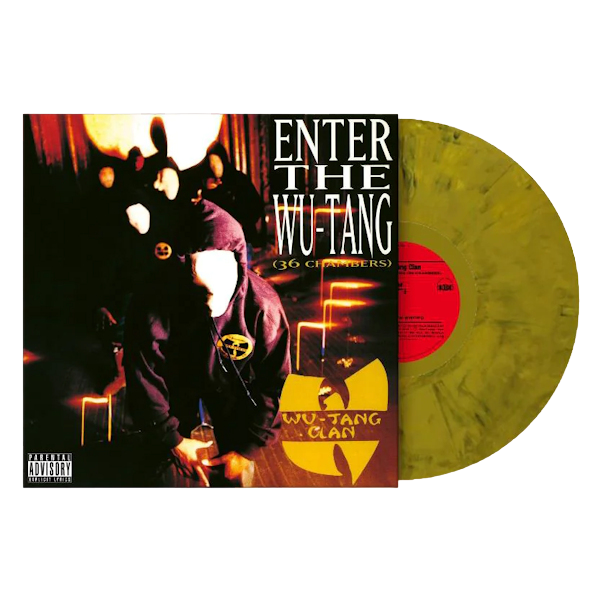 ENTER
THE
WU-TANG
(36 CHAMBERS)
WU-TANG
CLAN
PARENTAL
ADVISORY
EXPLICIT LYRICS